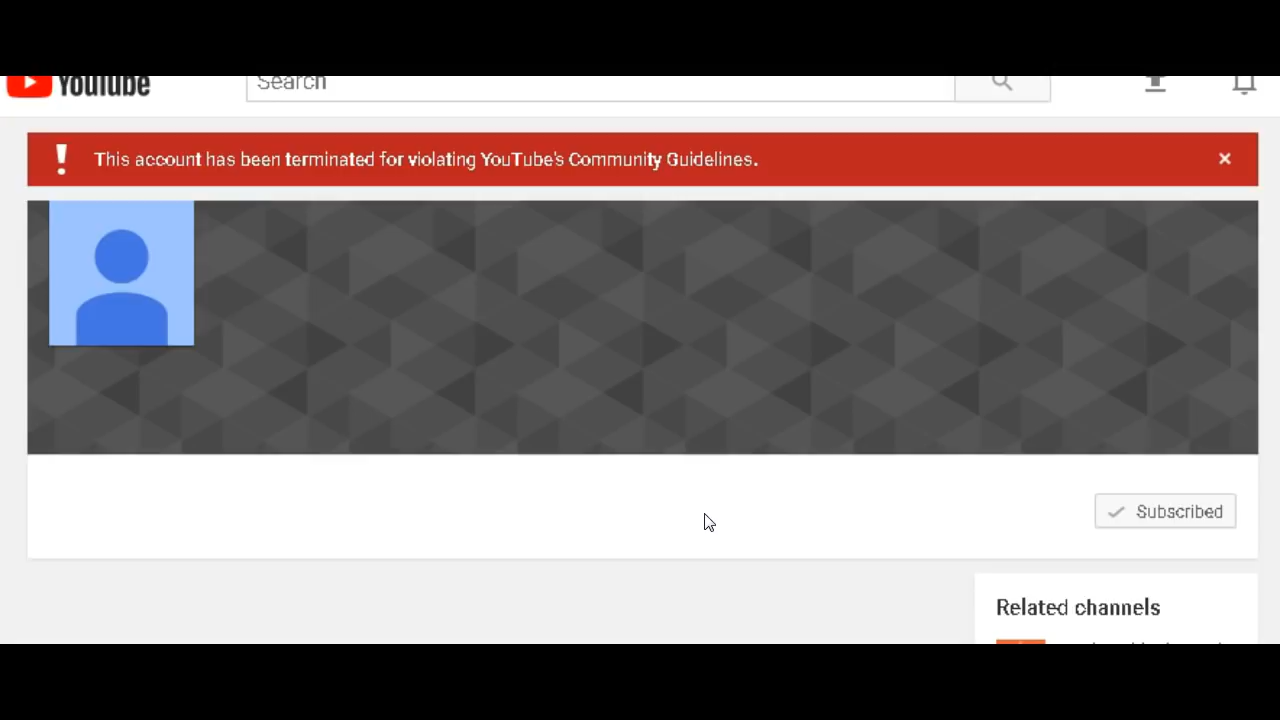 YouTube
Search
This account has been terminated for violating YouTube's Community Guidelines.
Subscribed
Related channels